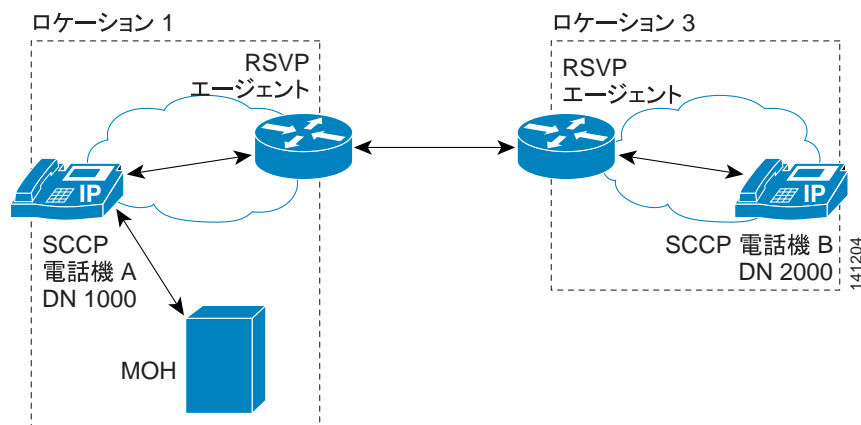 ロケーション 1
RSVP
エージェント
IP
SCCP
電話機 A
DN 1000
MOH
ロケーション 3
RSVP
エージェント
IP
SCCP 電話機 B
DN 2000
141204